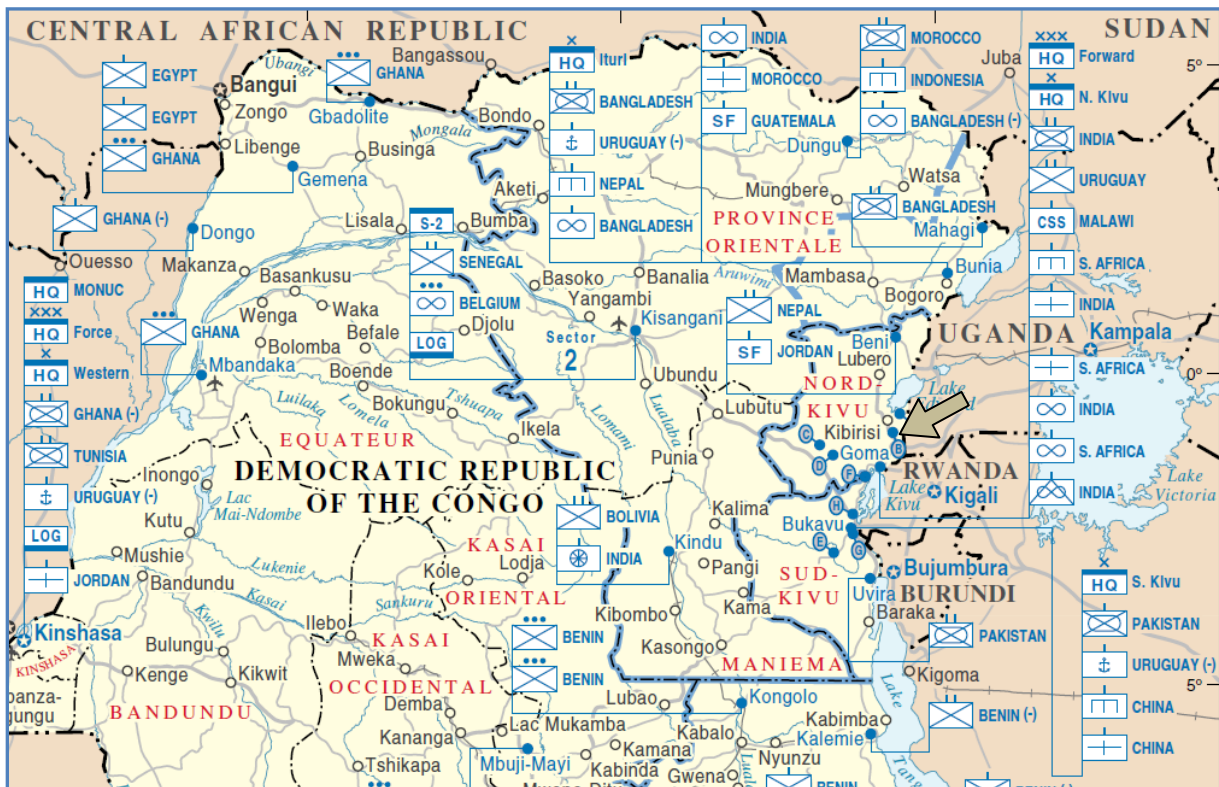 CENTRAL AFRICAN REPUBLIC
SUDAN
Bangassou
Juba
5°
Ubangi
EGYPT
EGYPT
GHANA
Bangui
Zongo
Libenge
GHANA
Gbadolite
Mongala
Businga
Gemena
Bondo
Aketi
HQ Ituri
BANGLADESH
URUGUAY (-)
NEPAL
BANGLADESH
INDIA
MOROCCO
SF GUATEMALA
MOROCCO
INDONESIA
BANGLADESH (-)
Dungu
Watsa
Mungbere
BANGLADESH
Mahagi
PROVINCE
ORIENTALE
HQ Forward
HQ N. Kivu
INDIA
URUGUAY
CSS MALAWI
S. AFRICA
INDIA
S. AFRICA
INDIA
S. AFRICA
INDIA
GHANA (-)
Dongo
Ouesso
Makanza
Lisala
Bumba
S-2
SENEGAL
BELGIUM
LOG
Basankusu
Waka
Wenga
Befale
Bolomba
Djolu
Boende
Bokungu
Basoko
Banalia
Yangambi
Kisangani
Sector
2
Aruwimi
Mambasa
Bunia
Bogoro
NEPAL
SF JORDAN
Beni
Lubero
UGANDA
Kampala
0°
HQ MONUC
HQ Force
HQ Western
GHANA (-)
TUNISIA
URUGUAY (-)
LOG
JORDAN
GHANA
Mbandaka
Luilaka
Lomela
Tshuapa
Lomami
Lualaba
Ubundu
Lubutu
NORD-
KIVU
Lake
Edward
Kibirisi
Ikela
EQUATEUR
DEMOCRATIC REPUBLIC
OF THE CONGO
Punia
C
D
Goma
F
B
RWANDA
Lake
Kivu
Kigali
Lake
Victoria
Inongo
Lac
Mai-Ndombe
Kutu
Mushie
Bandundu
Lukenie
Kasai
Kwilu
BOLIVIA
INDIA
KASAI
ORIENTAL
Kole
Lodja
Kindu
Kalima
Pangi
Kama
H
Bukavu
E
G
SUD-
KIVU
Uvira
Bujumbura
BURUNDI
Baraka
Kinshasa
KINSHASA
Bulungu
Kenge
Kikwit
BANDUNDU
Ilebo
Sankuru
KASAI
OCCIDENTAL
Mweka
Demba
Kananga
Tshikapa
Kibombo
Kasongo
MANIEMA
BENIN
BENIN
PAKISTAN
Kigoma
HQ S. Kivu
PAKISTAN
URUGUAY (-)
CHINA
CHINA
5°
Lubao
Kongolo
Lac Mukamba
Kamana
Mbuji-Mayi
Kabinda
Kabalo
Gwena
Nyunzu
Kabimba
Kalemie
BENIN (-)
Lake
BENIN